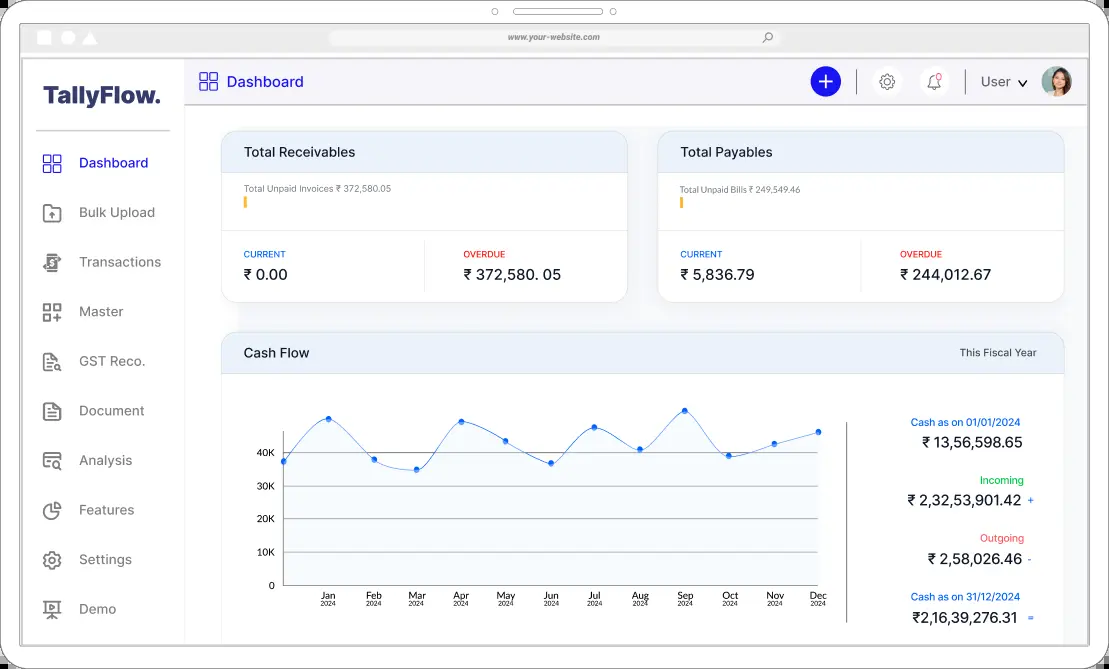 www.your-website.com
TallyFlow.
Dashboard
User
Dashboard
Bulk Upload
Transactions
Master
GST Reco.
Document
Analysis
Features
Settings
Demo
Total Receivables
Total Unpaid Invoices ₹ 372,580.05
CURRENT
₹ 0.00
OVERDUE
₹ 372,580. 05
Total Payables
Total Unpaid Bills ₹ 249,549.46
CURRENT
₹ 5,836.79
OVERDUE
₹ 244,012.67
Cash Flow
This Fiscal Year
40K
30K
20K
10K
0
Jan Feb Mar Apr May Jun Jul Aug Sep Oct Nov Dec
2024 2024 2024 2024 2024 2024 2024 2024 2024 2024 2024 2024
Cash as on 01/01/2024
₹ 13,56,598.65
Incoming
₹ 2,32,53,901.42 +
Outgoing
₹ 2,58,026.46 -
Cash as on 31/12/2024
₹2,16,39,276.31 =